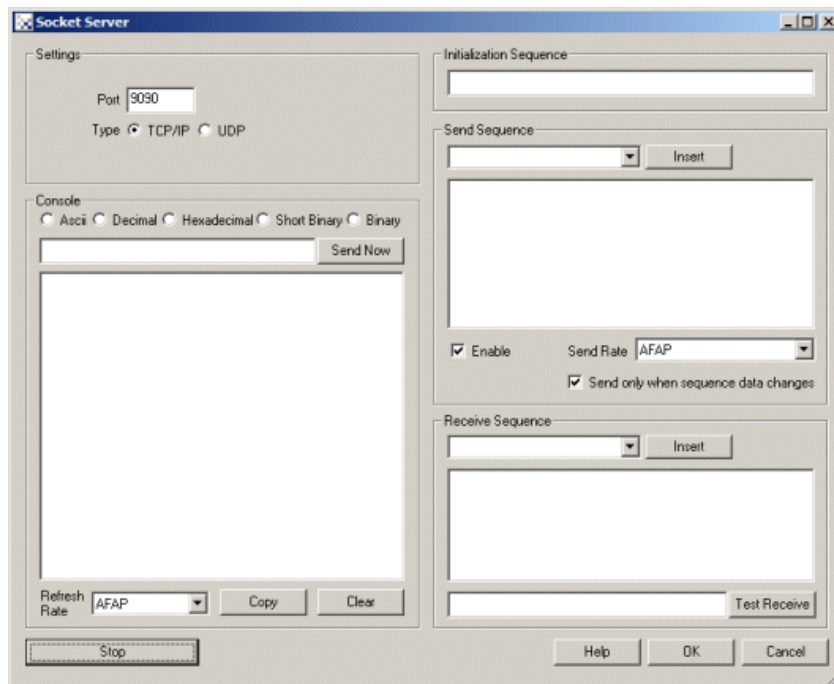 Socket Server
Settings
Port 9090
Type TCP/IP UDP
Console
Ascii Decimal Hexadecimal Short Binary Binary
Send Now
Refresh Rate AFAP Copy Clear
Stop
Initialization Sequence
Send Sequence
Insert
Enable Send Rate AFAP
Send only when sequence data changes
Receive Sequence
Insert
Test Receive
Help OK Cancel